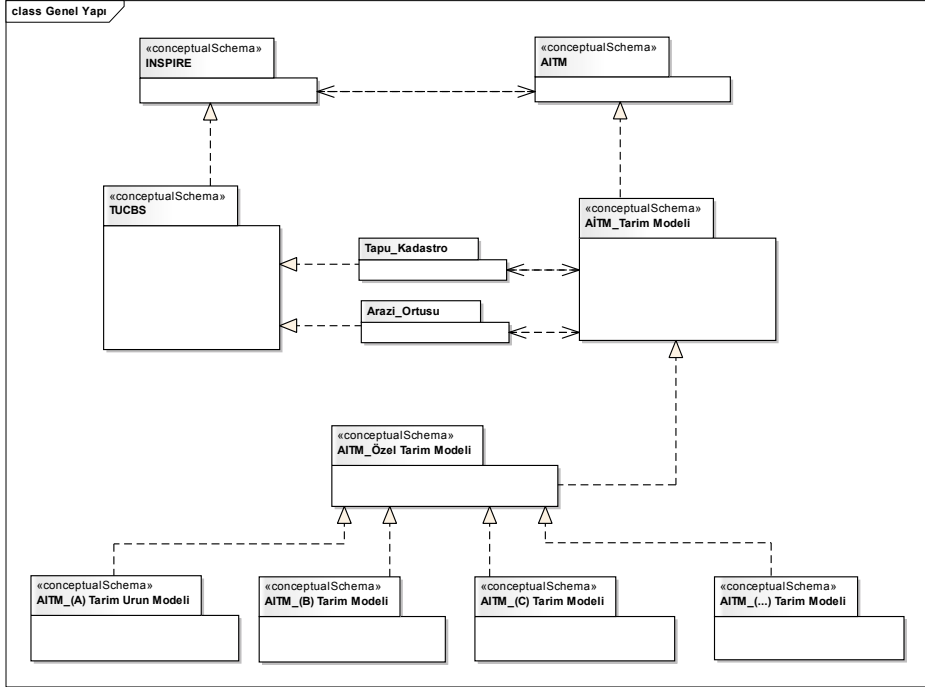 class Genel Yapı
«conceptualSchema»
INSPIRE
«conceptualSchema»
AITM
«conceptualSchema»
TUCBS
«conceptualSchema»
AİTM_Tarim Modeli
Tapu_Kadastro
Arazi_Ortusu
«conceptualSchema»
AITM_Özel Tarim Modeli
«conceptualSchema»
AITM_(A) Tarim Urun Modeli
«conceptualSchema»
AITM_(B) Tarim Modeli
«conceptualSchema»
AITM_(C) Tarim Modeli
«conceptualSchema»
AITM_(...) Tarim Modeli